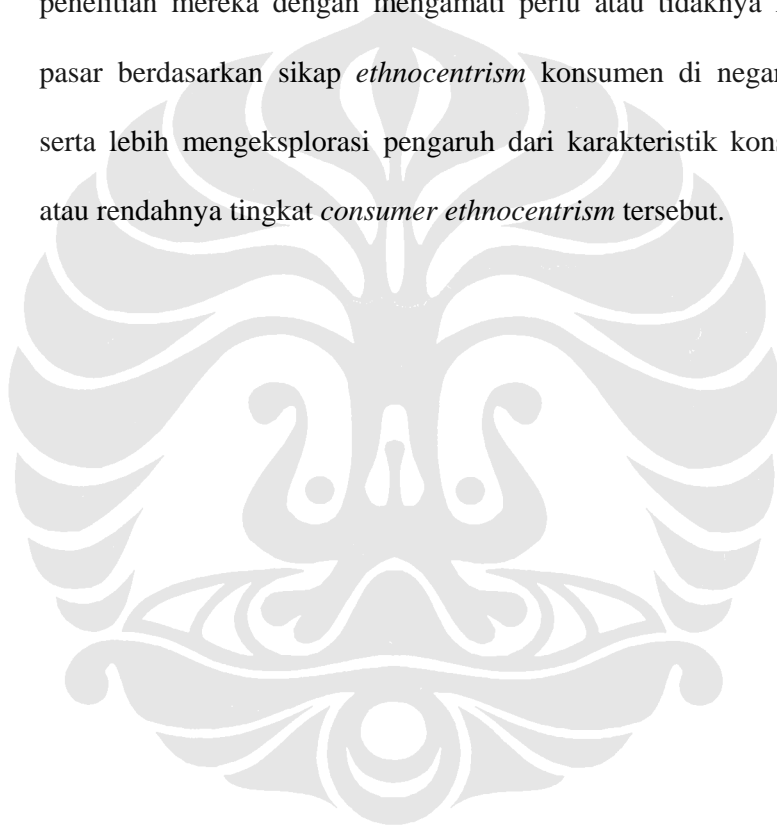 penelitian mereka dengan mengamati perlu atau tidaknya
pasar berdasarkan sikap ethnocentrism konsumen di
serta lebih mengeksplorasi pengaruh dari karakteristik
atau rendahnya tingkat consumer ethnocentrism tersebut.